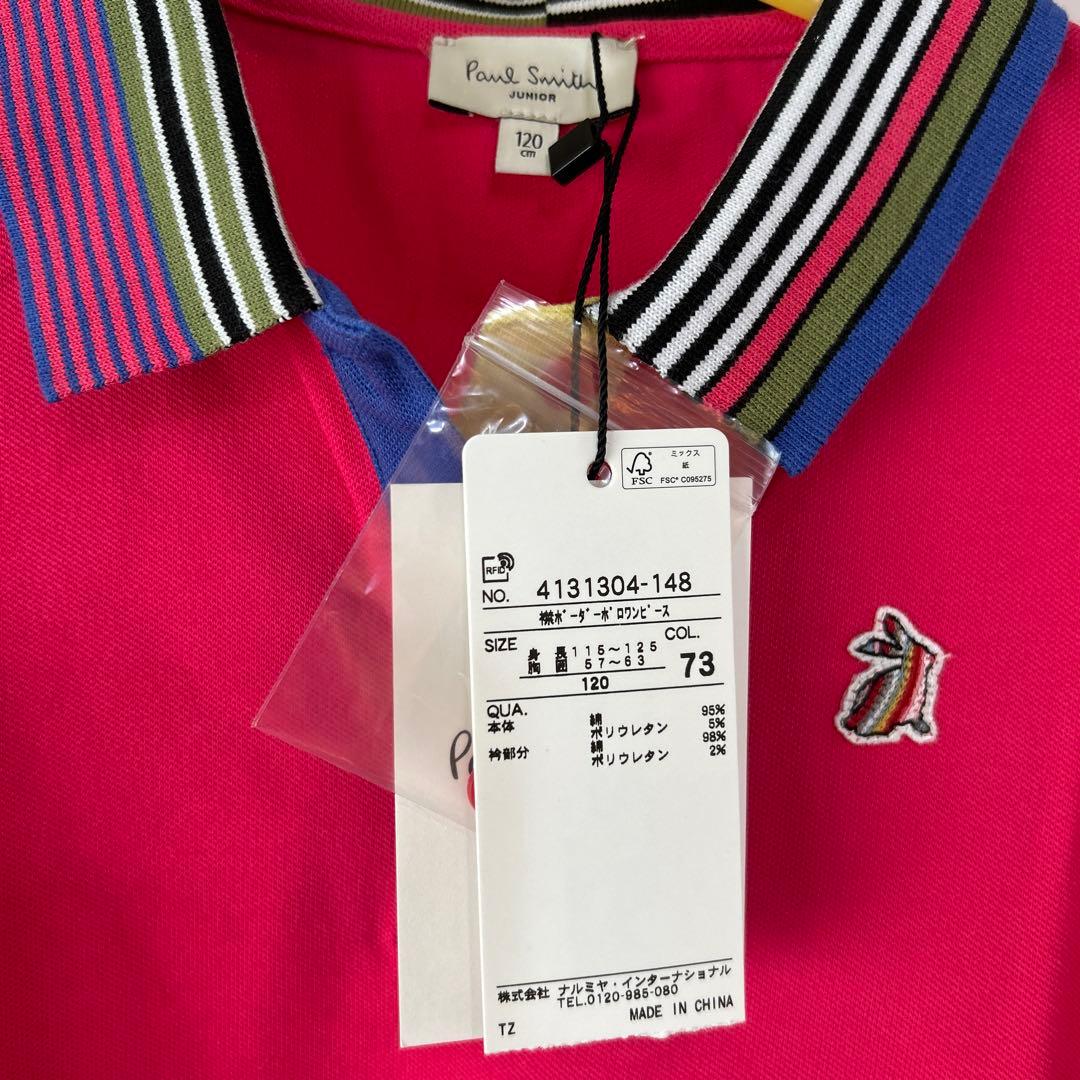 Paul Smith
JUNIOR
120
cm
FSC
ミックス
紙
FSC® C095275
RFID
NO. 4131304-148
襟ﾎﾞｰﾀﾞｰﾎﾟﾛﾜﾝﾋﾟｰｽ
SIZE
COL.
身 長 115～125
胸 囲 57～63
73
120
QUA.
本体 綿 95%
ポリウレタン 5%
衿部分 綿 98%
ポリウレタン 2%
株式会社 ナルミヤ・インターナショナル
TEL.0120-985-080
TZ MADE IN CHINA